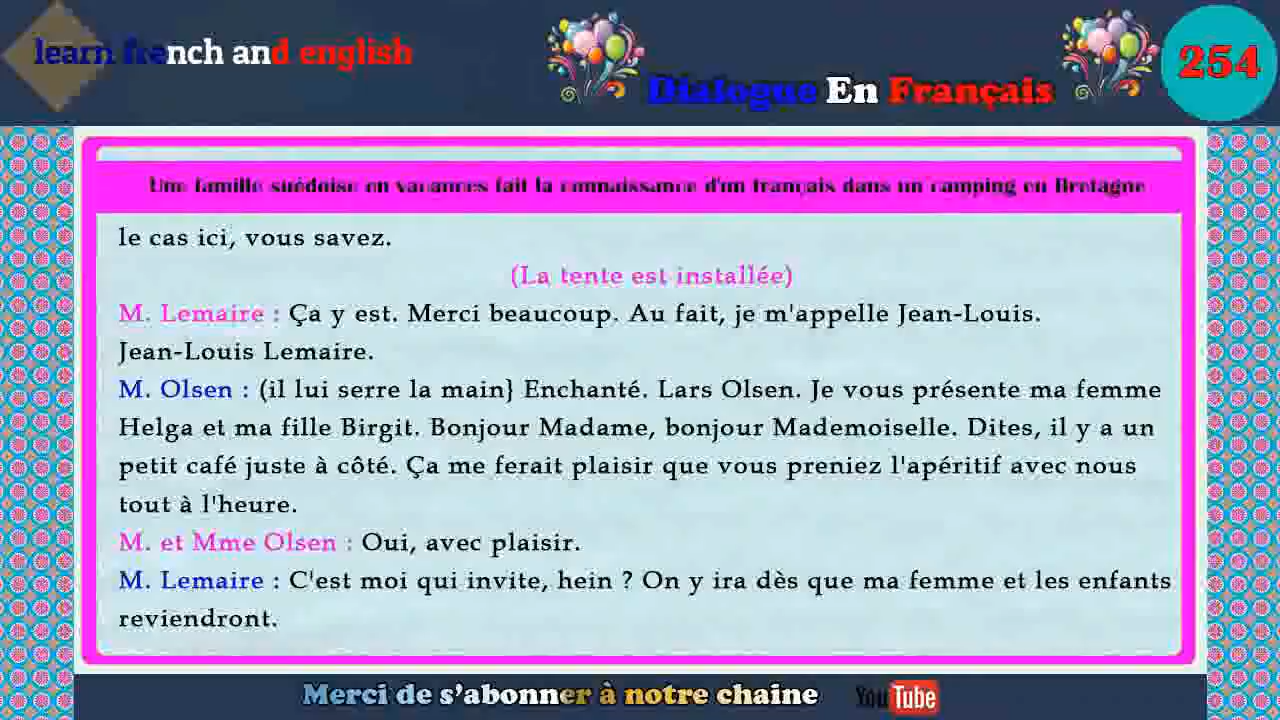 learn french and english
Dialogue En Français
254
Une famille suédoise en vacances fait la connaissance d'un français dans un camping en Bretagne
le cas ici, vous savez.
(La tente est installée)
M. Lemaire : Ça y est. Merci beaucoup. Au fait, je m'appelle Jean-Louis.
Jean-Louis Lemaire.
M. Olsen : (il lui serre la main} Enchanté. Lars Olsen. Je vous présente ma femme
Helga et ma fille Birgit. Bonjour Madame, bonjour Mademoiselle. Dites, il y a un
petit café juste à côté. Ça me ferait plaisir que vous preniez l'apéritif avec nous
tout à l'heure.
M. et Mme Olsen : Oui, avec plaisir.
M. Lemaire : C'est moi qui invite, hein ? On y ira dès que ma femme et les enfants
reviendront.
Merci de s'abonner à notre chaine YouTube